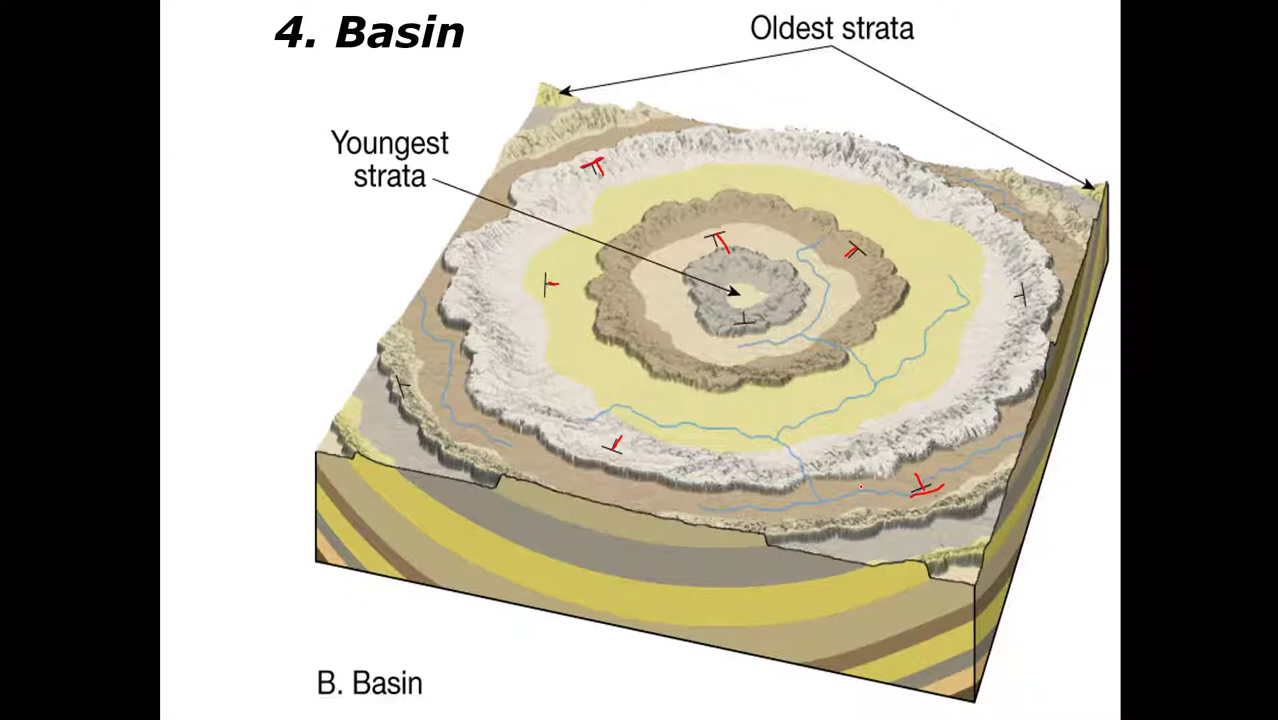 4. Basin
Oldest strata
Youngest
strata
B. Basin